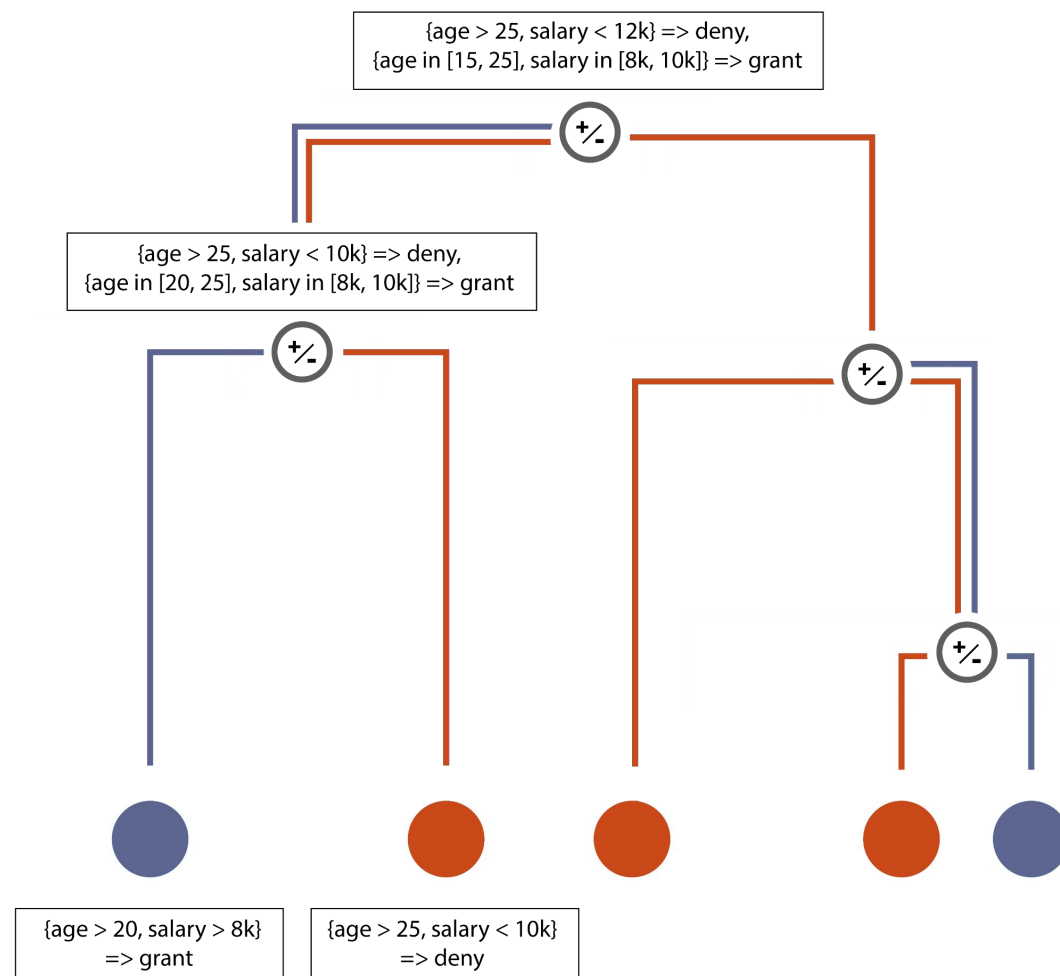 {age > 25, salary < 12k} => deny,
{age in [15, 25], salary in [8k, 10k]} => grant
+/-
{age > 25, salary < 10k} => deny,
{age in [20, 25], salary in [8k, 10k]} => grant
+/-
+/-
+/-
{age > 20, salary > 8k}
=> grant
{age > 25, salary < 10k}
=> deny